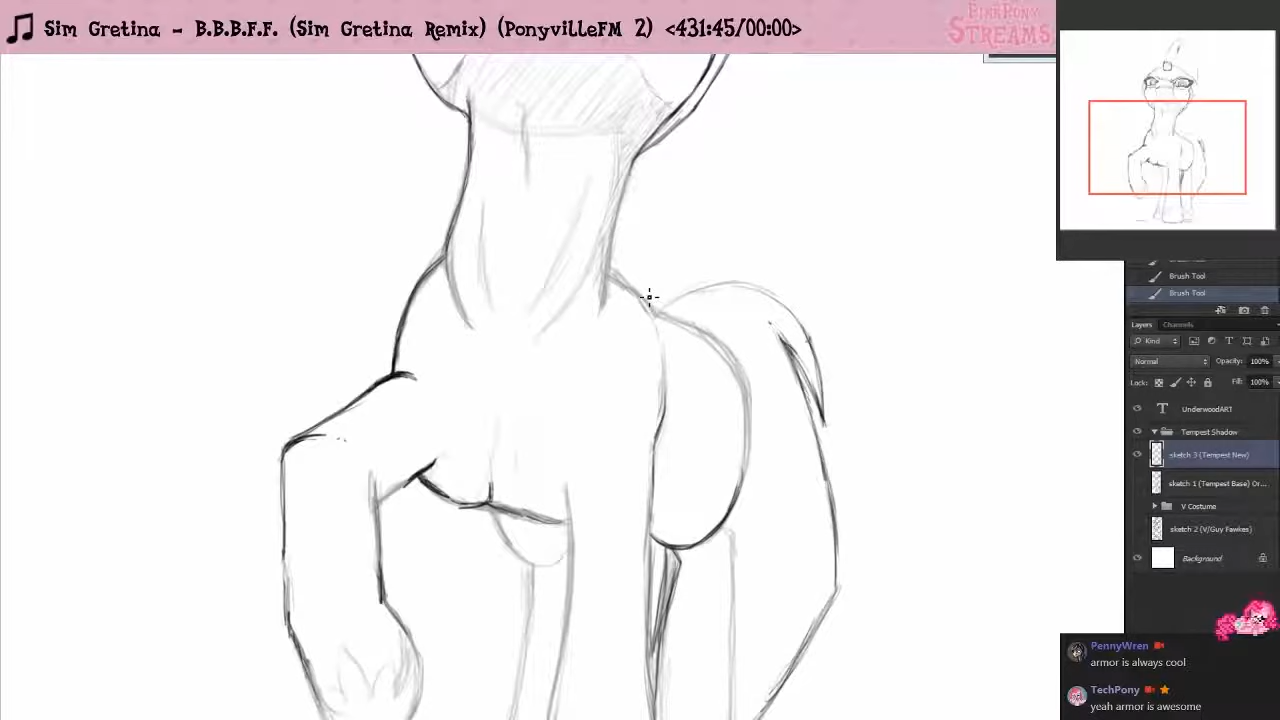 Sim Gretina - B.B.B.F.F. (Sim Gretina Remix) (PonyvilleFM 2) <431:45/00:00>
PINKPONY
STREAMS
Brush Tool
Brush Tool
Layers Channels
Kind
Normal Opacity: 100%
Lock: Fill: 100%
T UnderwoodART
Tempest Shadow
sketch 3 (Tempest New)
sketch 1 (Tempest Base) Or...
V Costume
sketch 2 (V/Guy Fawkes)
Background
PennyWren
armor is always cool
TechPony
yeah armor is awesome